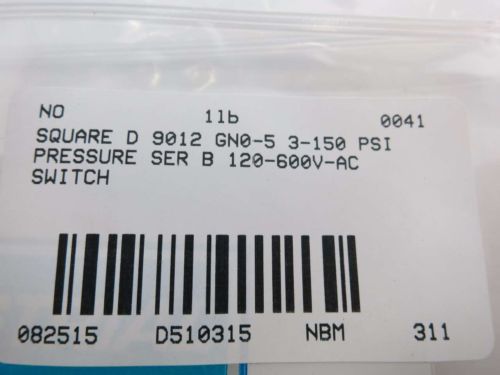 NO 1lb 0041
SQUARE D 9012 GN0-5 3-150 PSI
PRESSURE SER B 120-600V-AC
SWITCH
082515 D510315 NBM 311